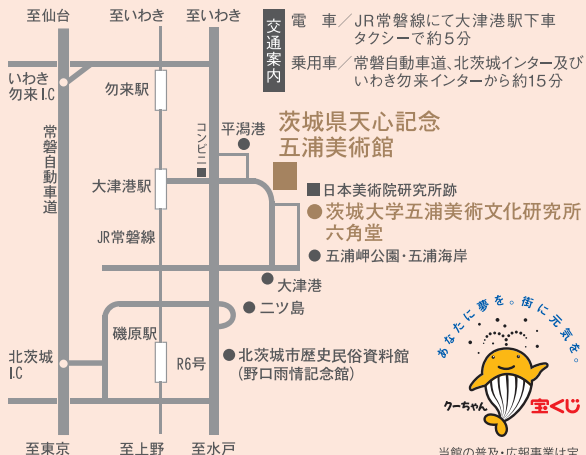 至仙台
至いわき
至いわき
交通案内
電　車／JR常磐線にて大津港駅下車
タクシーで約5分
乗用車／常磐自動車道、北茨城インター及び
いわき勿来インターから約15分
いわき
勿来I.C
勿来駅
コンビニ
平潟港
茨城県天心記念
五浦美術館
常磐自動車道
大津港駅
日本美術院研究所跡
茨城大学五浦美術文化研究所
六角堂
JR常磐線
五浦岬公園・五浦海岸
大津港
二ツ島
磯原駅
北茨城
I.C
R6号
北茨城市歴史民俗資料館
(野口雨情記念館)
あなたに夢を。街に元気を。
クーちゃん
宝くじ
至東京
至上野
至水戸
当館の普及・広報事業は宝